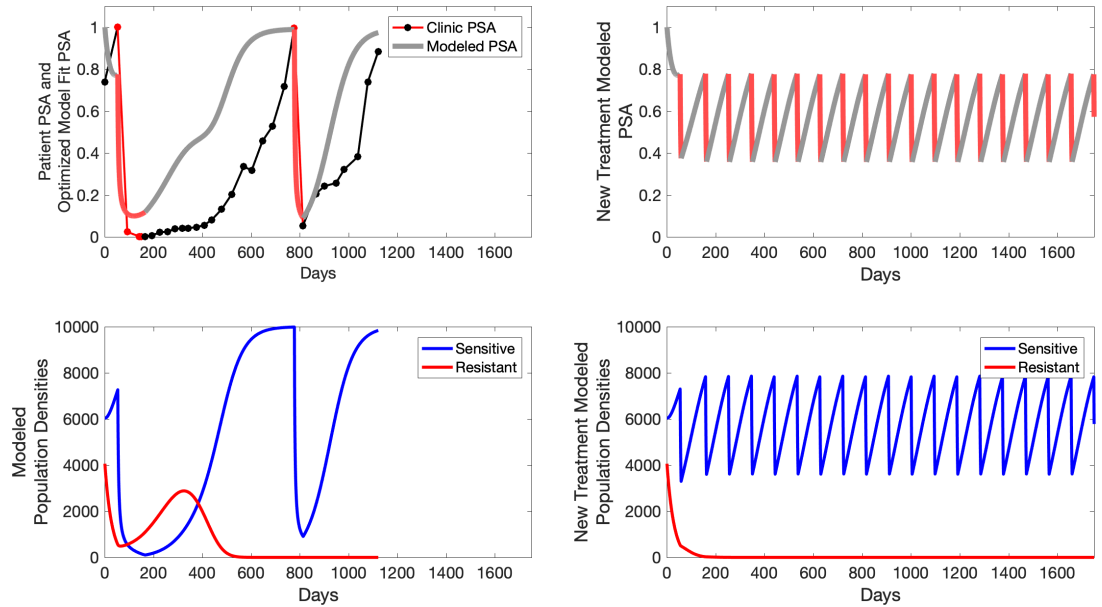 Patient PSA and
Optimized Model Fit PSA
1
0.8
0.6
0.4
0.2
0
0 200 400 600 800 1000 1200 1400 1600
Days
Clinic PSA
Modeled PSA
New Treatment Modeled
PSA
1
0.8
0.6
0.4
0.2
0
0 200 400 600 800 1000 1200 1400 1600
Days
Modeled
Population Densities
10000
8000
6000
4000
2000
0
0 200 400 600 800 1000 1200 1400 1600
Days
Sensitive
Resistant
New Treatment Modeled
Population Densities
10000
8000
6000
4000
2000
0
0 200 400 600 800 1000 1200 1400 1600
Days
Sensitive
Resistant